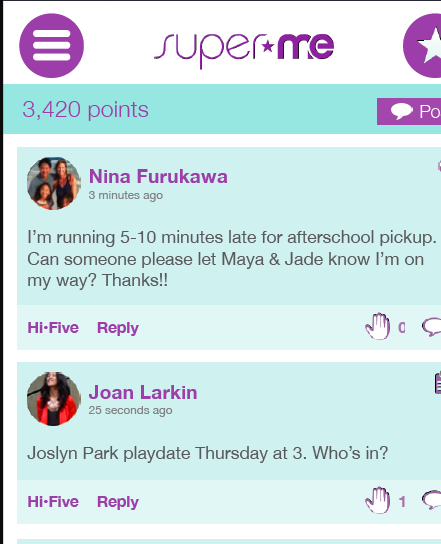 super★me
3,420 points
Po
Nina Furukawa
3 minutes ago
I’m running 5-10 minutes late for afterschool pickup.
Can someone please let Maya & Jade know I’m on
my way? Thanks!!
Hi•Five Reply 0
Joan Larkin
25 seconds ago
Joslyn Park playdate Thursday at 3. Who’s in?
Hi•Five Reply 1